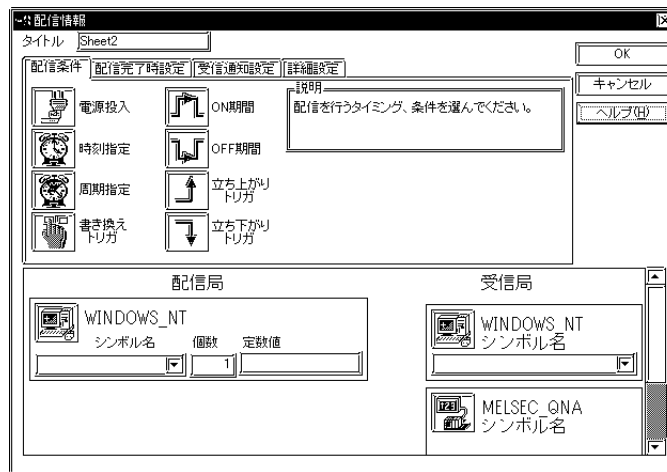 配信情報
タイトル Sheet2
OK
キャンセル
ヘルプ(H)
配信条件 配信完了時設定 受信通知設定 詳細設定
電源投入 ON期間
時刻指定 OFF期間
周期指定 立ち上がり
トリガ
書き換え
トリガ
立ち下がり
トリガ
説明
配信を行うタイミング、条件を選んでください。
配信局 受信局
WINDOWS_NT
シンボル名 個数 定数値
1
WINDOWS_NT
シンボル名
MELSEC_QNA
シンボル名